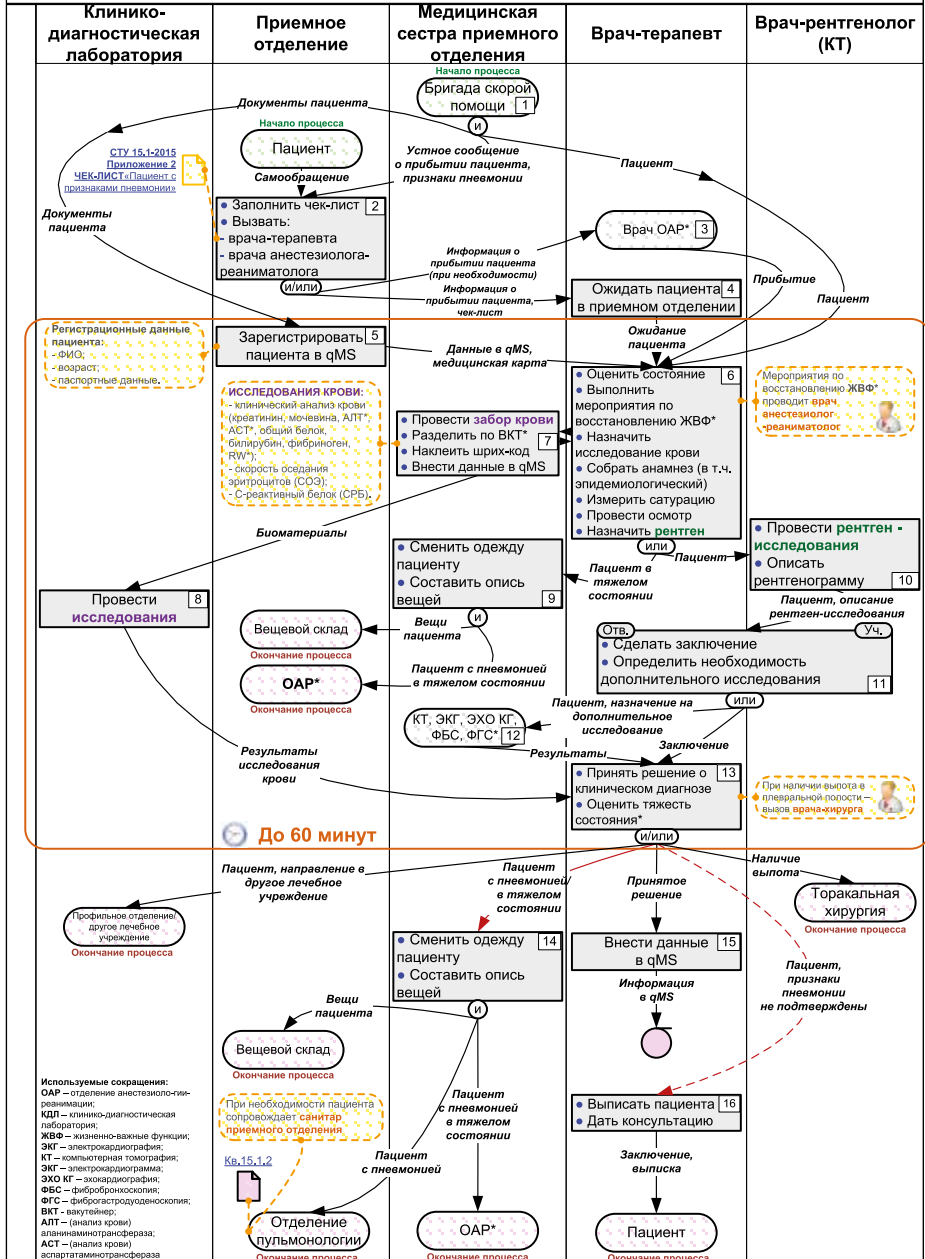 Клинико-
диагностическая
лаборатория
Приемное
отделение
Медицинская
сестра приемного
отделения
Врач-терапевт
Врач-рентгенолог
(КТ)
Начало процесса
Бригада скорой
помощи
1
и
Документы пациента
Начало процесса
Пациент
Самообращение
Устное сообщение
о прибытии пациента,
признаки пневмонии
Пациент
СТУ 15.1-2015
Приложение 2
ЧЕК-ЛИСТ«Пациент с
признаками пневмонии»
Документы
пациента
• Заполнить чек-лист
2
• Вызвать:
- врача-терапевта
- врача анестезиолога-
реаниматолога
и/или
Информация о
прибытии пациента
(при необходимости)
Информация о
прибытии пациента,
чек-лист
Врач ОАР*
3
Ожидать пациента
в приемном отделении
4
Прибытие
Пациент
Ожидание
пациента
Регистрационные данные
пациента:
- ФИО;
- возраст;
- паспортные данные.
Зарегистрировать
пациента в qMS
5
Данные в qMS,
медицинская карта
ИССЛЕДОВАНИЯ КРОВИ:
- клинический анализ крови
(креатинин, мочевина, АЛТ*,
АСТ*, общий белок,
билирубин, фибриноген,
RW*);
- скорость оседания
эритроцитов (СОЭ);
- С-реактивный белок (СРБ).
• Провести забор крови
• Разделить по ВКТ*
7
• Наклеить шрих-код
• Внести данные в qMS
• Оценить состояние
6
• Выполнить
мероприятия по
восстановлению ЖВФ*
• Назначить
исследование крови
• Собрать анамнез (в т.ч.
эпидемиологический)
• Измерить сатурацию
• Провести осмотр
• Назначить рентген
или
Мероприятия по
восстановлению ЖВФ*
проводит врач
анестезиолог
-реаниматолог
Биоматериалы
Пациент
Пациент в
тяжелом
состоянии
• Провести рентген -
исследования
• Описать
рентгенограмму
10
• Сменить одежду
пациенту
• Составить опись
вещей
9
и
Провести
исследования
8
Пациент, описание
рентген-исследования
Вещевой склад
Окончание процесса
Вещи
пациента
ОАР*
Окончание процесса
Пациент с пневмонией
в тяжелом состоянии
Отв.
Уч.
• Сделать заключение
• Определить необходимость
дополнительного исследования
11
или
Пациент, назначение на
дополнительное
исследование
КТ, ЭКГ, ЭХО КГ,
ФБС, ФГС*
12
Результаты
Заключение
Результаты
исследования
крови
• Принять решение о
клиническом диагнозе
• Оценить тяжесть
состояния*
13
и/или
При наличии выпота в
плевральной полости –
вызов врача-хирурга
До 60 минут
Пациент, направление в
другое лечебное
учреждение
Пациент
с пневмонией/
в тяжелом
состоянии
Принятое
решение
Наличие
выпота
Профильное отделение/
другое лечебное
учреждение
Окончание процесса
Торакальная
хирургия
Окончание процесса
• Сменить одежду
пациенту
• Составить опись
вещей
14
и
Внести данные
в qMS
15
Информация
в qMS
Пациент,
признаки
пневмонии
не подтверждены
Вещи
пациента
Вещевой склад
Окончание процесса
Используемые сокращения:
ОАР – отделение анестезиоло-гии-
реанимации;
КДЛ – клинико-диагностическая
лаборатория;
ЖВФ – жизненно-важные функции;
ЭКГ – электрокардиография;
КТ – компьютерная томография;
ЭКГ – электрокардиограмма;
ЭХО КГ – эхокардиография;
ФБС – фибробронхоскопия;
ФГС – фиброгастродуоденоскопия;
ВКТ - вакутейнер;
АЛТ – (анализ крови)
аланинаминотрансфераза;
АСТ – (анализ крови)
аспартатаминотрансфераза
При необходимости пациента
сопровождает санитар
приемного отделения
Кв.15.1.2
Пациент
с пневмонией
Пациент
с пневмонией
в тяжелом
состоянии
• Выписать пациента
• Дать консультацию
16
Заключение,
выписка
Отделение
пульмонологии
Окончание процесса
ОАР*
Окончание процесса
Пациент
Окончание процесса